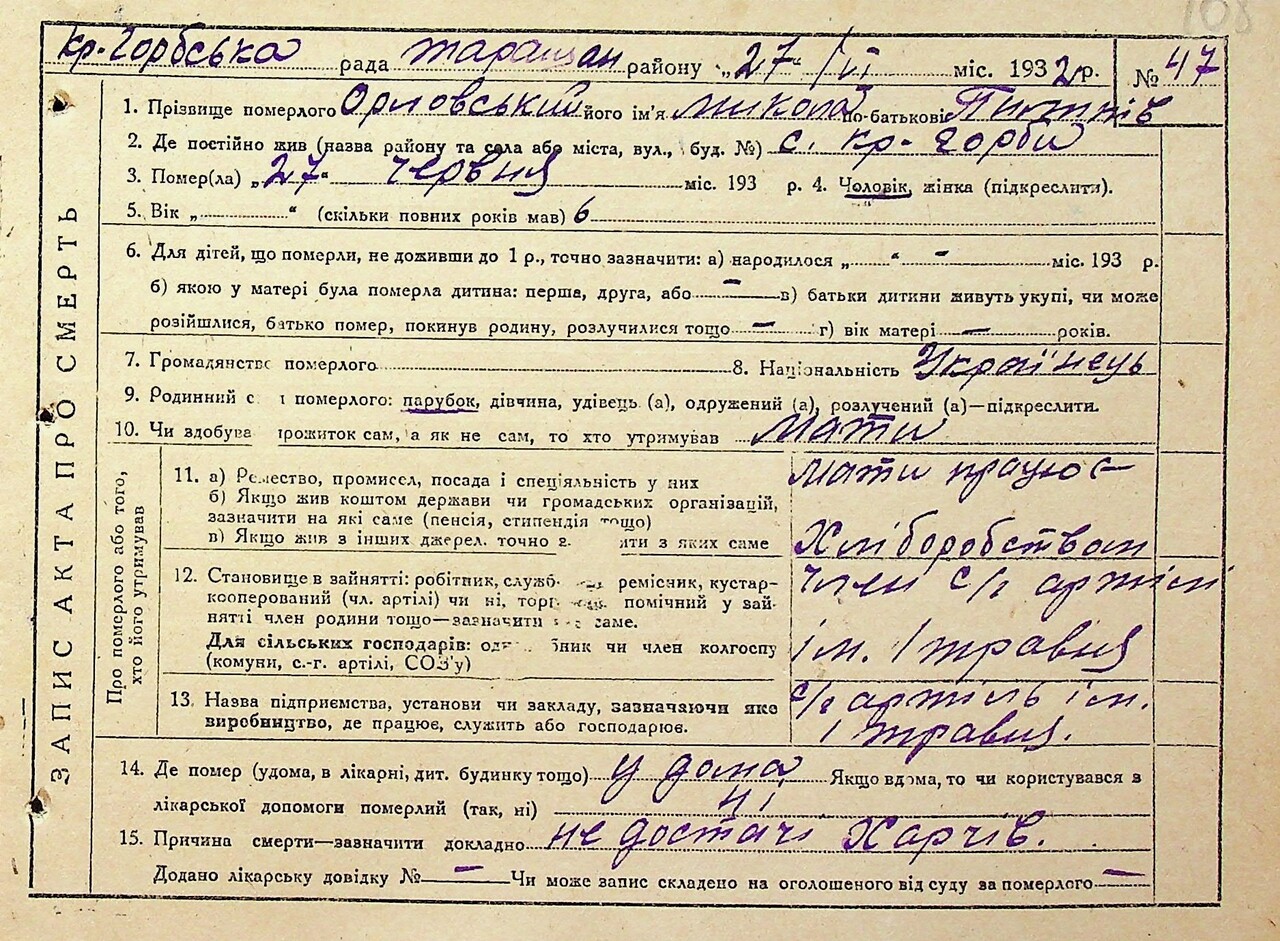 108
кр-Горбська рада Таращан району „27“ /VI міс. 1932 р. № 47
1. Прізвище померлого Орловський його ім'я Микола по-батькові
2. Де постійно жив (назва району та села або міста, вул., буд. №) с. кр-Горби
3. Помер(ла) „27“ червня міс. 193 р. 4. Чоловік, жінка (підкреслити).
5. Вік „ “ (скільки повних років мав) 6
6. Для дітей, що померли, не доживши до 1 р., точно зазначити: а) народилося „ “ - міс. 193 р.
б) якою у матері була померла дитина: перша, друга, або - в) батьки дитини живуть укупі, чи може
розійшлися, батько помер, покинув родину, розлучилися тощо - г) вік матері - років.
7. Громадянств померлого 8. Національність Українець
9. Родинний с померлого: парубок, дівчина, удівець (а), одружений (а), розлучений (а)—підкреслити.
10. Чи здобува прожиток сам, а як не сам, то хто утримував мати
ЗАПИС АКТА ПРО СМЕРТЬ
Про померлого або того,
хто його утримував
11. а) Ремество, промисел, посада і спеціяльність у них
б) Якщо жив коштом держави чи громадських організацій,
зазначити на які саме (пенсія, стипендія тощо)
в) Якщо жив з інших джерел, точно з ити з яких саме
мати працює
Хліборобством
12. Становище в зайнятті: робітник, служб ремісник, кустар-
кооперований (чл. артілі) чи ні, торг помічний у зай-
нятті член родини тощо—зазначити саме.
Для сільських господарів: од бник чи член колгоспу
(комуни, с.-г. артілі, СОЗ'у)
член с/г артілі
ім. 1 травня
13. Назва підприємства, установи чи закладу, зазначаючи яке
виробництво, де працює, служить або господарює.
с/г артіль ім.
1 травня.
14. Де помер (удома, в лікарні, дит. будинку тощо) у дома Якщо вдома, то чи користувався з
лікарської допомоги померлий (так, ні) ні
15. Причина смерти—зазначити докладно не достачі Харчів.
Додано лікарську довідку № - Чи може запис складено на оголошеного від суду за померлого -